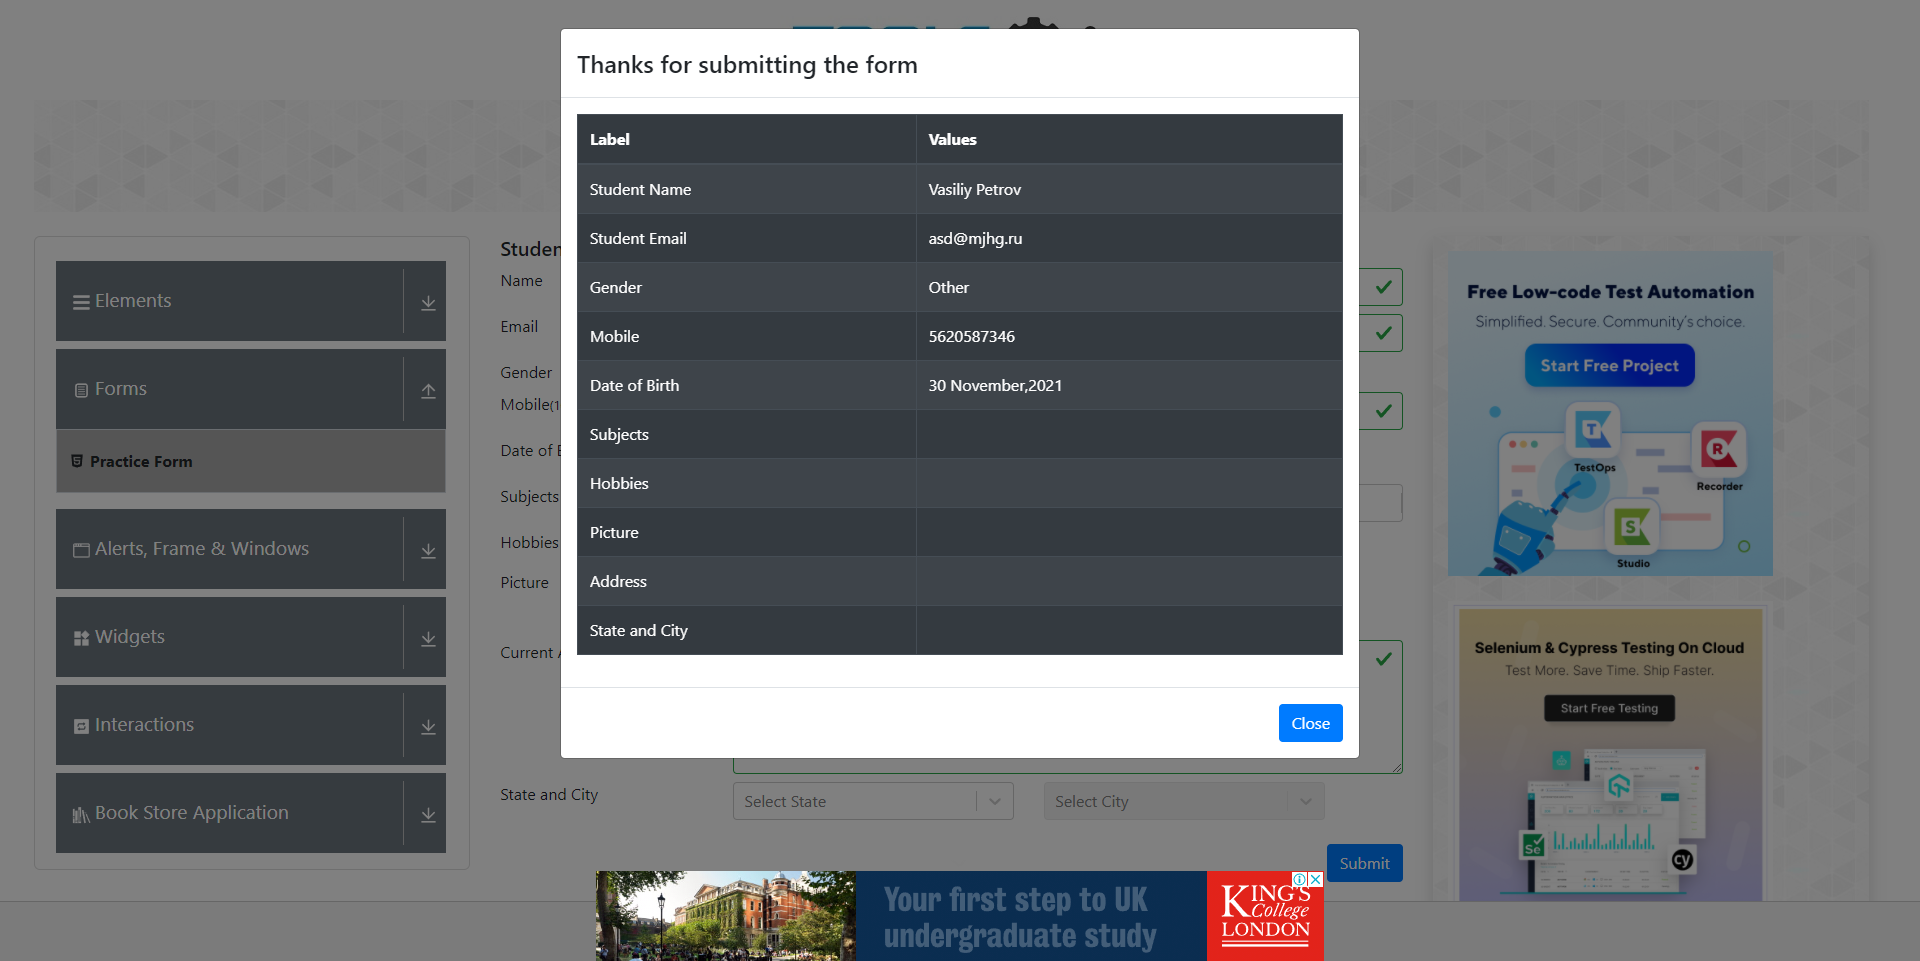 Thanks for submitting the form
Label Values
Student Name Vasiliy Petrov
Student Email asd@mjhg.ru
Gender Other
Mobile 5620587346
Date of Birth 30 November,2021
Subjects
Hobbies
Picture
Address
State and City
Close
Elements
Forms
Practice Form
Alerts, Frame & Windows
Widgets
Interactions
Book Store Application
Studen
Name
Email
Gender
Mobile(1
Date of B
Subjects
Hobbies
Picture
Current A
State and City
Select State
Select City
Submit
Free Low-code Test Automation
Simplified. Secure. Community's choice.
Start Free Project
T
TestOps
R
Recorder
S
Studio
Selenium & Cypress Testing On Cloud
Test More. Save Time. Ship Faster.
Start Free Testing
Se
cy
Your first step to UK
undergraduate study
KING'S
College
LONDON